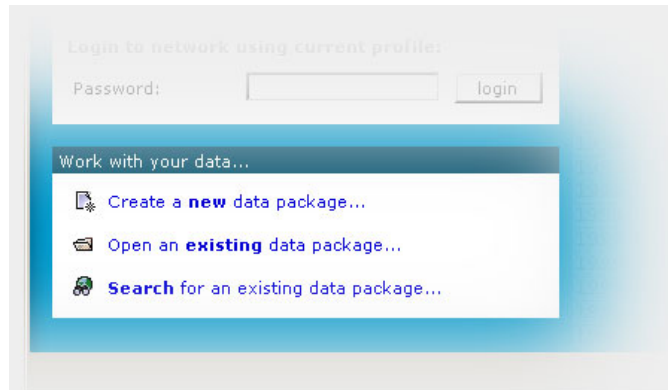 Login to network using current profile:
Password:
login
Work with your data...
Create a new data package...
Open an existing data package...
Search for an existing data package...